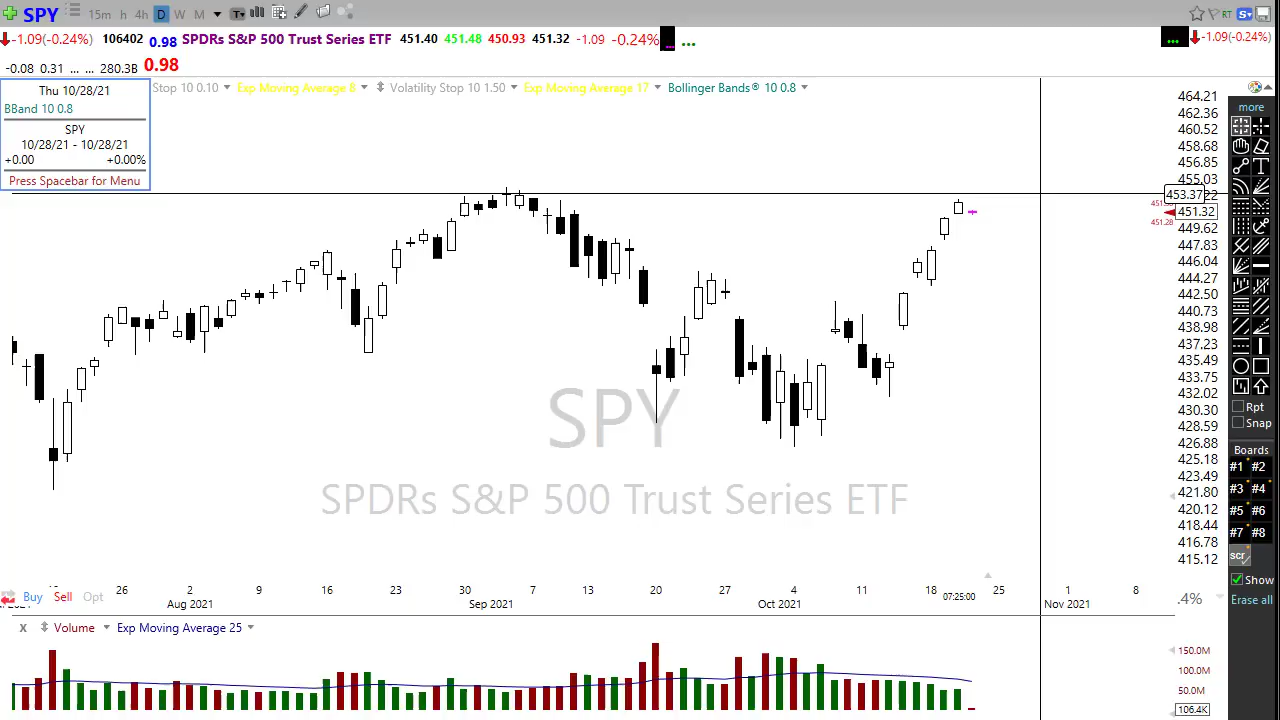 SPY 15m h 4h D W M T RT S
-1.09(-0.24%) 106402 0.98 SPDRs S&P 500 Trust Series ETF 451.40 451.48 450.93 451.32 -1.09 -0.24% ... ... ... -1.09(-0.24%)
-0.08 0.31 ... ... 280.3B 0.98
Thu 10/28/21
BBand 10 0.8
SPY
10/28/21 - 10/28/21
+0.00 +0.00%
Press Spacebar for Menu
Stop 10 0.10 Exp Moving Average 8 Volatility Stop 10 1.50 Exp Moving Average 17 Bollinger Bands® 10 0.8
464.21
462.36
460.52
458.68
456.85
455.03
453.37
451.32
451.28
449.62
447.83
446.04
444.27
442.50
440.73
438.98
437.23
435.49
433.75
432.02
430.30
428.59
426.88
425.18
423.49
421.80
420.12
418.44
416.78
415.12
.4%
more
T
Rpt
Snap
Boards
#1 #2
#3 #4
#5 #6
#7 #8
scr
Show
Erase all
SPY
SPDRs S&P 500 Trust Series ETF
Buy Sell Opt
26 2 9 16 23 30 7 13 20 27 4 11 18 25 1 8
Aug 2021 Sep 2021 Oct 2021 07:25:00 Nov 2021
X Volume Exp Moving Average 25
150.0M
100.0M
50.0M
106.4K